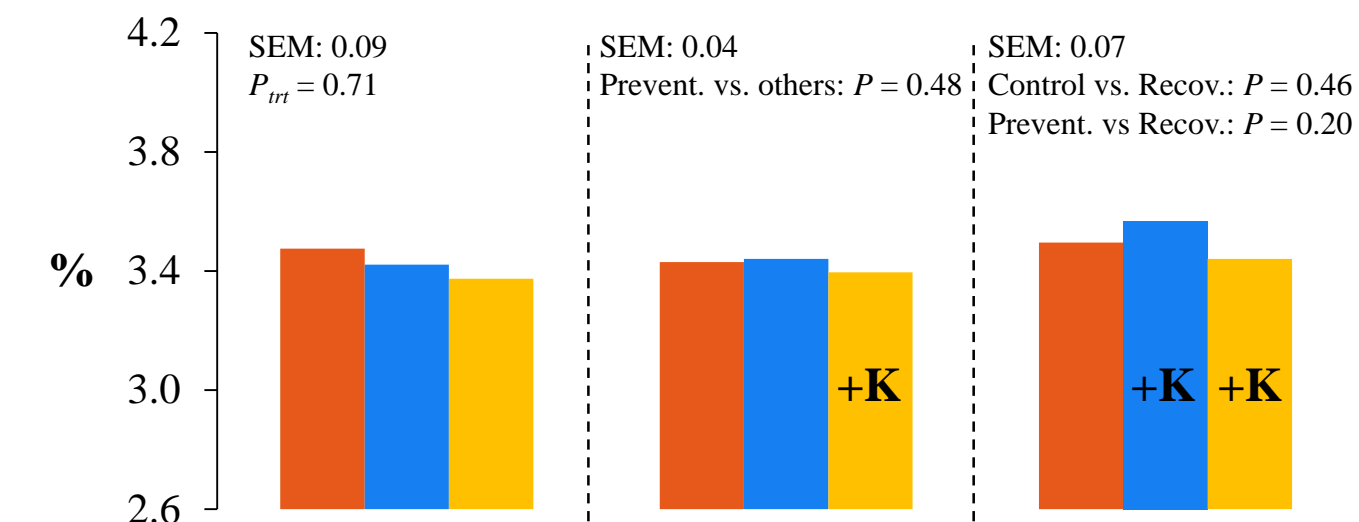 4.2
3.8
%
3.4
3.0
2.6
SEM: 0.09
Ptrt = 0.71
SEM: 0.04
Prevent. vs. others: P = 0.48
+K
SEM: 0.07
Control vs. Recov.: P = 0.46
Prevent. vs Recov.: P = 0.20
+K
+K